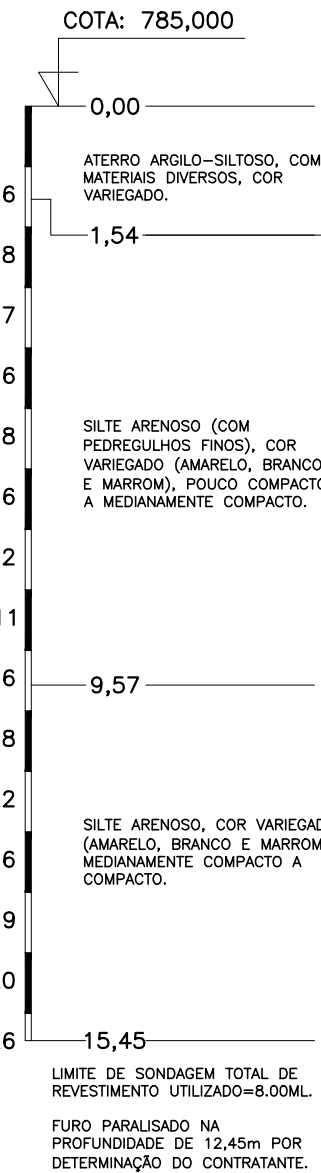 COTA: 785,000
0,00
ATERRO ARGILO-SILTOSO, COM
MATERIAIS DIVERSOS, COR
VARIEGADO.
6
1,54
8
7
6
8
SILTE ARENOSO (COM
PEDREGULHOS FINOS), COR
VARIEGADO (AMARELO, BRANCO
E MARROM), POUCO COMPACTO
A MEDIANAMENTE COMPACTO.
6
2
11
6
9,57
8
2
SILTE ARENOSO, COR VARIEGAD
(AMARELO, BRANCO E MARROM
MEDIANAMENTE COMPACTO A
COMPACTO.
6
9
0
6
15,45
LIMITE DE SONDAGEM TOTAL DE
REVESTIMENTO UTILIZADO=8.00ML.
FURO PARALISADO NA
PROFUNDIDADE DE 12,45m POR
DETERMINAÇÃO DO CONTRATANTE.